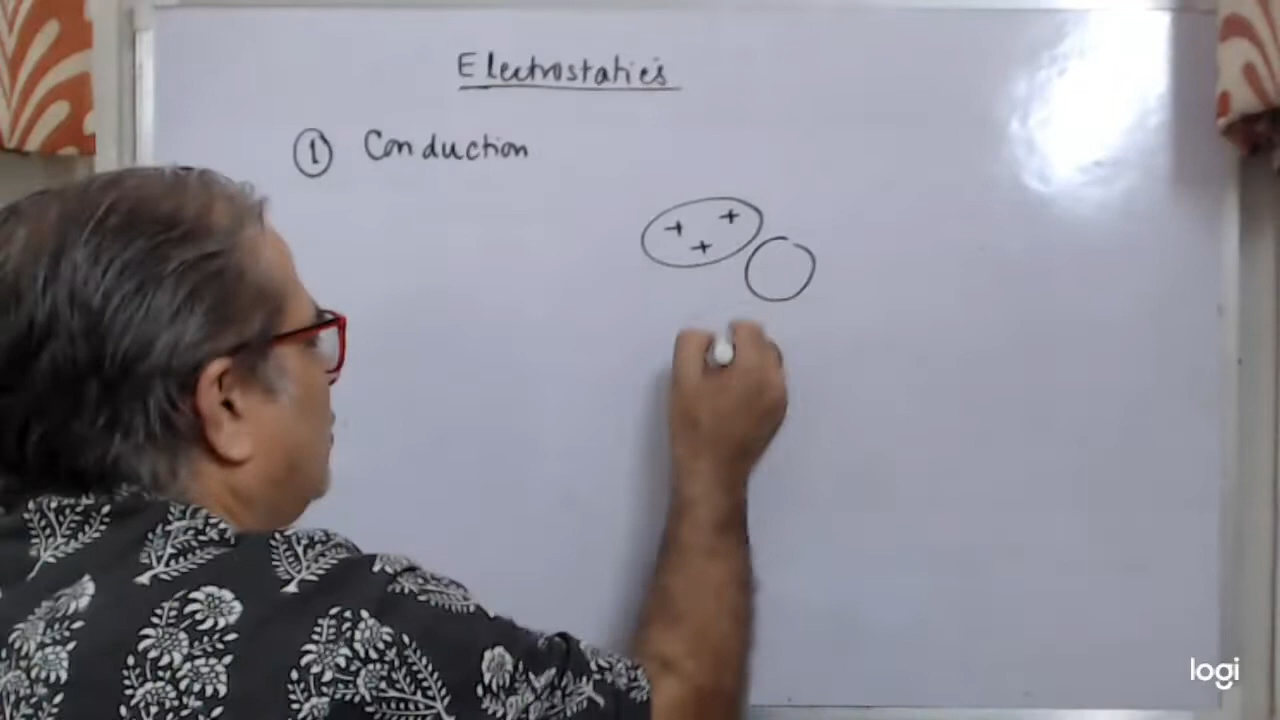 Electrostatics
① Conduction
+ +
+
logi